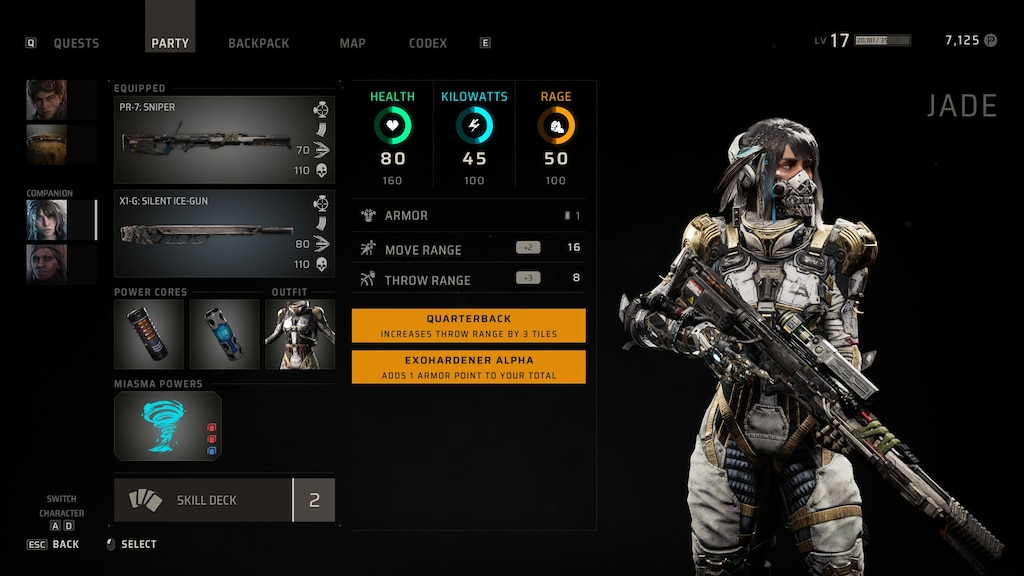 Q QUESTS PARTY BACKPACK MAP CODEX E
LV 17
7,125 P
JADE
EQUIPPED
PR-7: SNIPER
70
110
X1-G: SILENT ICE-GUN
80
110
COMPANION
POWER CORES OUTFIT
MIASMA POWERS
SKILL DECK 2
HEALTH KILOWATTS RAGE
80 45 50
160 100 100
ARMOR 1
MOVE RANGE +2 16
THROW RANGE +3 8
QUARTERBACK
INCREASES THROW RANGE BY 3 TILES
EXOHARDENER ALPHA
ADDS 1 ARMOR POINT TO YOUR TOTAL
SWITCH
CHARACTER
A D
ESC BACK SELECT